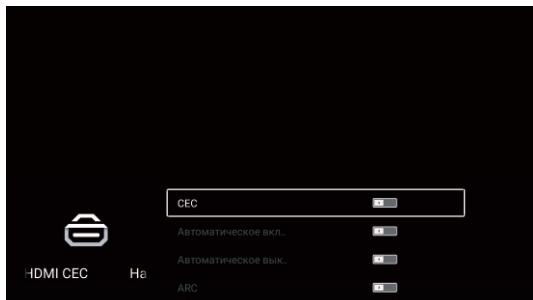 CEC
Автоматическое вкл..
Автоматическое вык..
HDMI CEC
На
ARC